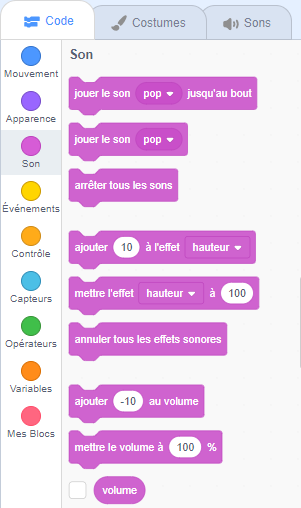 Code Costumes Sons
Mouvement
Apparence
Son
Événements
Contrôle
Capteurs
Opérateurs
Variables
Mes Blocs
Son
jouer le son pop jusqu'au bout
jouer le son pop
arrêter tous les sons
ajouter 10 à l'effet hauteur
mettre l'effet hauteur à 100
annuler tous les effets sonores
ajouter -10 au volume
mettre le volume à 100 %
volume